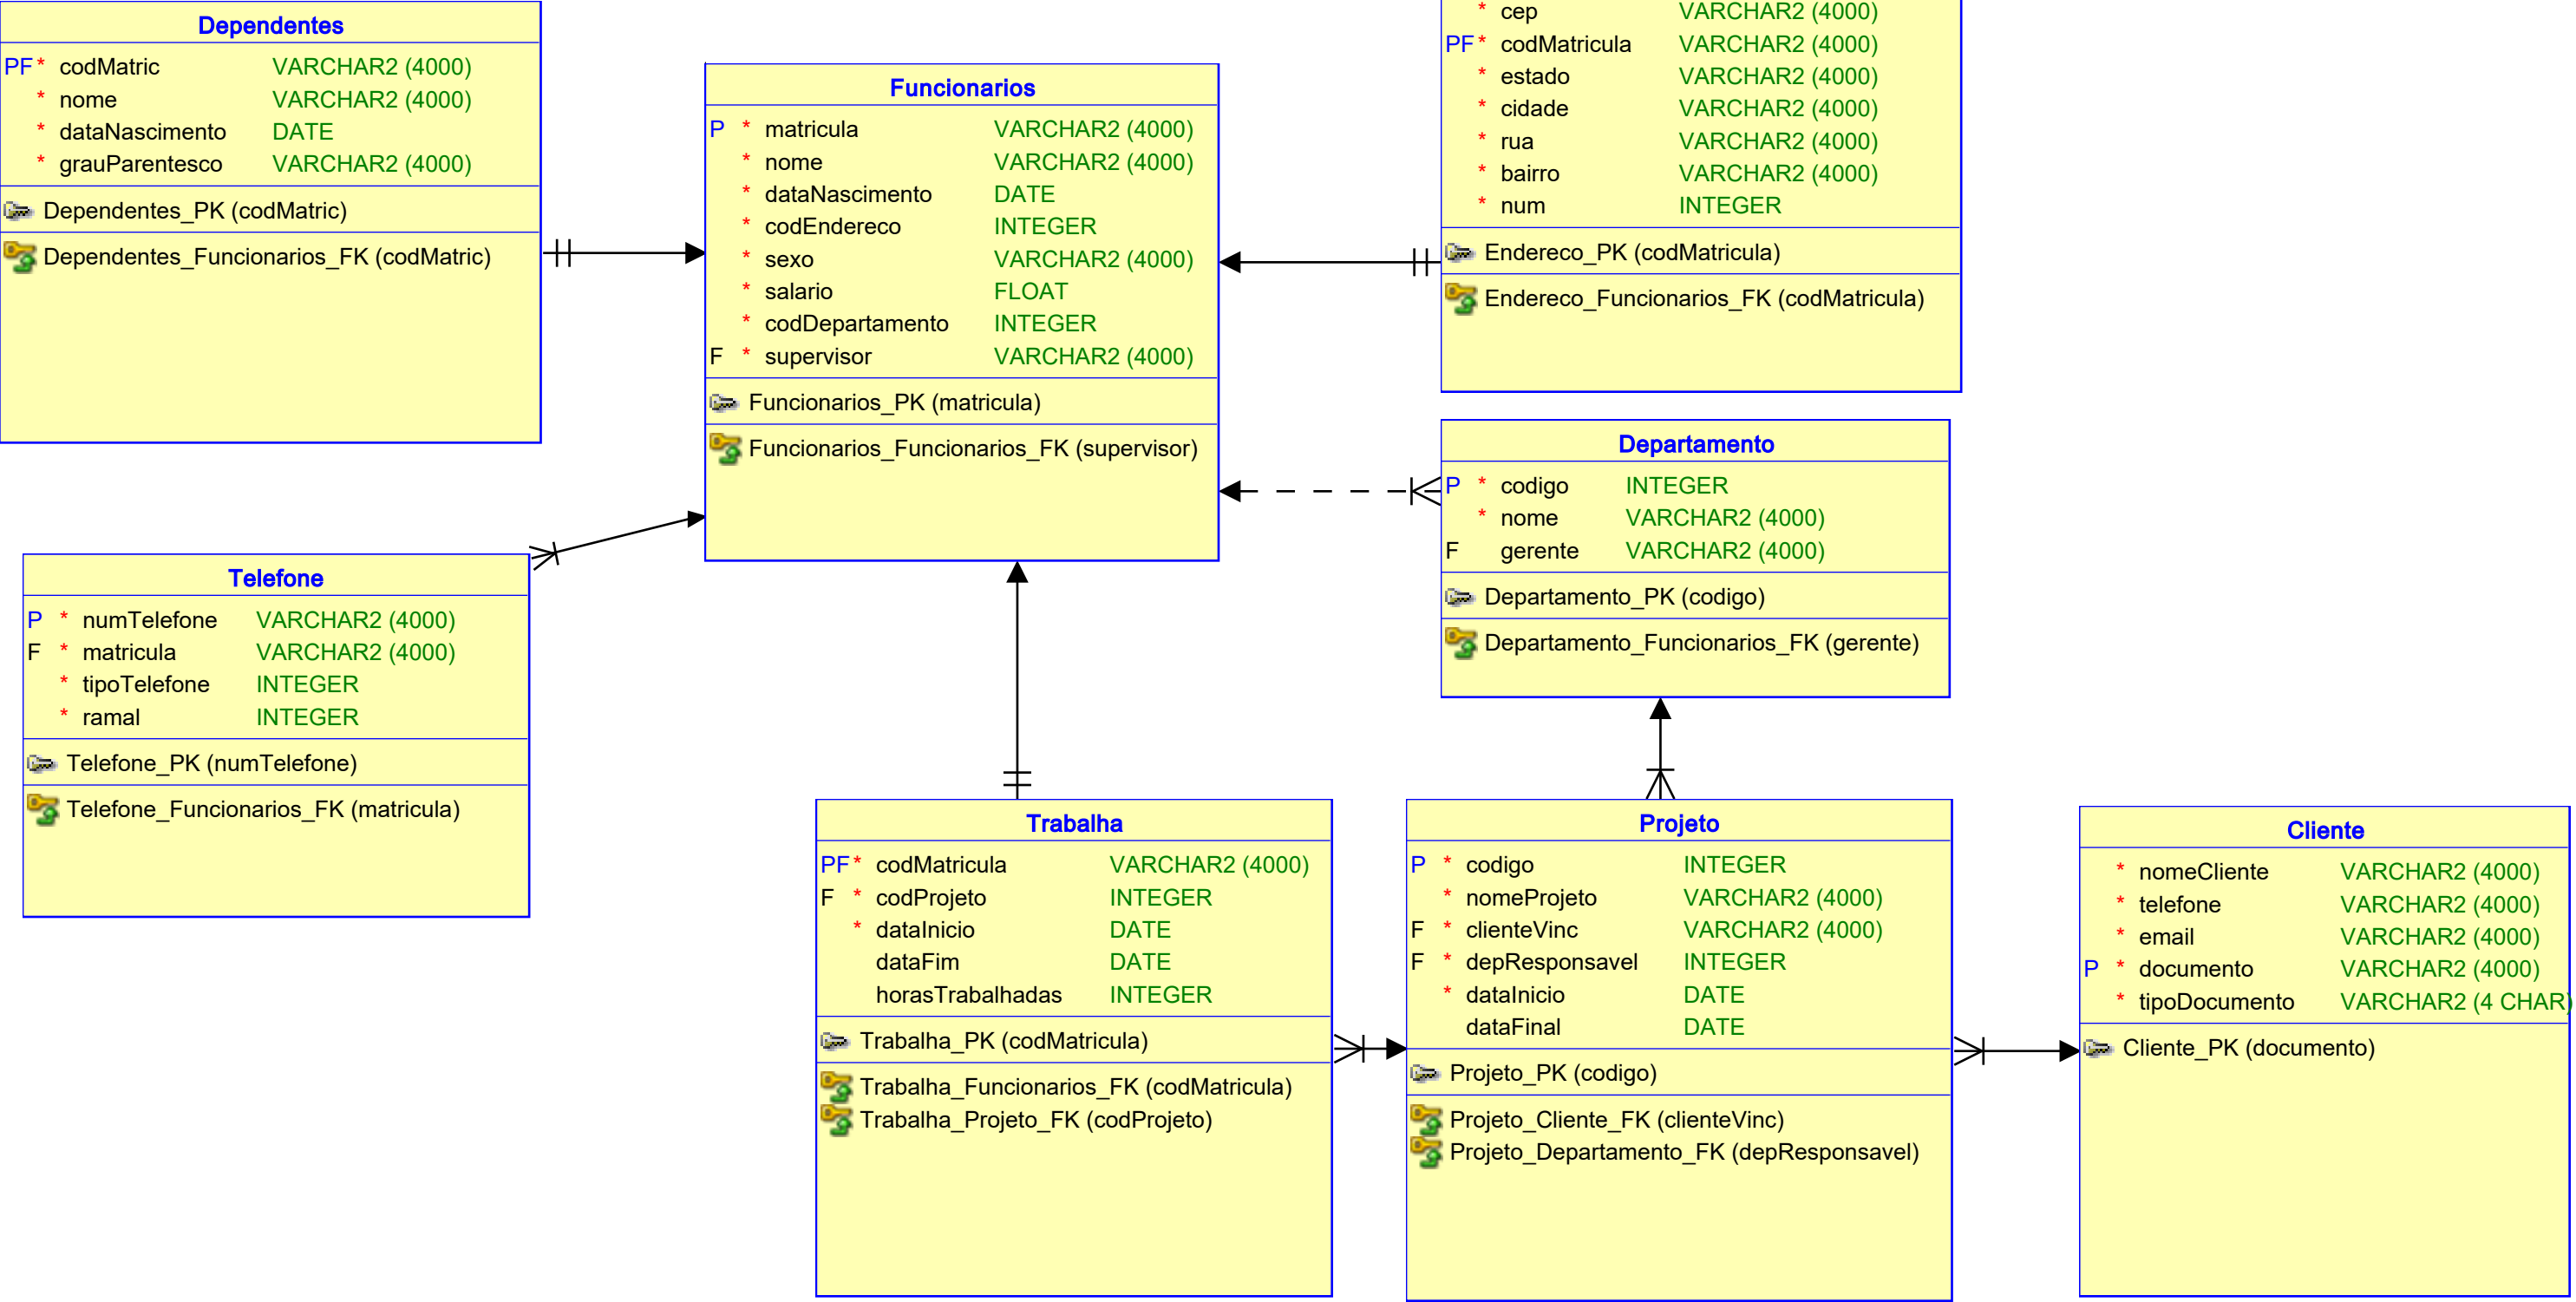 Dependentes
PF * codMatric VARCHAR2 (4000)
* nome VARCHAR2 (4000)
* dataNascimento DATE
* grauParentesco VARCHAR2 (4000)
Dependentes_PK (codMatric)
Dependentes_Funcionarios_FK (codMatric)
Funcionarios
P * matricula VARCHAR2 (4000)
* nome VARCHAR2 (4000)
* dataNascimento DATE
* codEndereco INTEGER
* sexo VARCHAR2 (4000)
* salario FLOAT
* codDepartamento INTEGER
F * supervisor VARCHAR2 (4000)
Funcionarios_PK (matricula)
Funcionarios_Funcionarios_FK (supervisor)
* cep VARCHAR2 (4000)
PF * codMatricula VARCHAR2 (4000)
* estado VARCHAR2 (4000)
* cidade VARCHAR2 (4000)
* rua VARCHAR2 (4000)
* bairro VARCHAR2 (4000)
* num INTEGER
Endereco_PK (codMatricula)
Endereco_Funcionarios_FK (codMatricula)
Departamento
P * codigo INTEGER
* nome VARCHAR2 (4000)
F gerente VARCHAR2 (4000)
Departamento_PK (codigo)
Departamento_Funcionarios_FK (gerente)
Telefone
P * numTelefone VARCHAR2 (4000)
F * matricula VARCHAR2 (4000)
* tipoTelefone INTEGER
* ramal INTEGER
Telefone_PK (numTelefone)
Telefone_Funcionarios_FK (matricula)
Trabalha
PF * codMatricula VARCHAR2 (4000)
F * codProjeto INTEGER
* dataInicio DATE
dataFim DATE
horasTrabalhadas INTEGER
Trabalha_PK (codMatricula)
Trabalha_Funcionarios_FK (codMatricula)
Trabalha_Projeto_FK (codProjeto)
Projeto
P * codigo INTEGER
* nomeProjeto VARCHAR2 (4000)
F * clienteVinc VARCHAR2 (4000)
F * depResponsavel INTEGER
* dataInicio DATE
dataFinal DATE
Projeto_PK (codigo)
Projeto_Cliente_FK (clienteVinc)
Projeto_Departamento_FK (depResponsavel)
Cliente
* nomeCliente VARCHAR2 (4000)
* telefone VARCHAR2 (4000)
* email VARCHAR2 (4000)
P * documento VARCHAR2 (4000)
* tipoDocumento VARCHAR2 (4 CHAR)
Cliente_PK (documento)